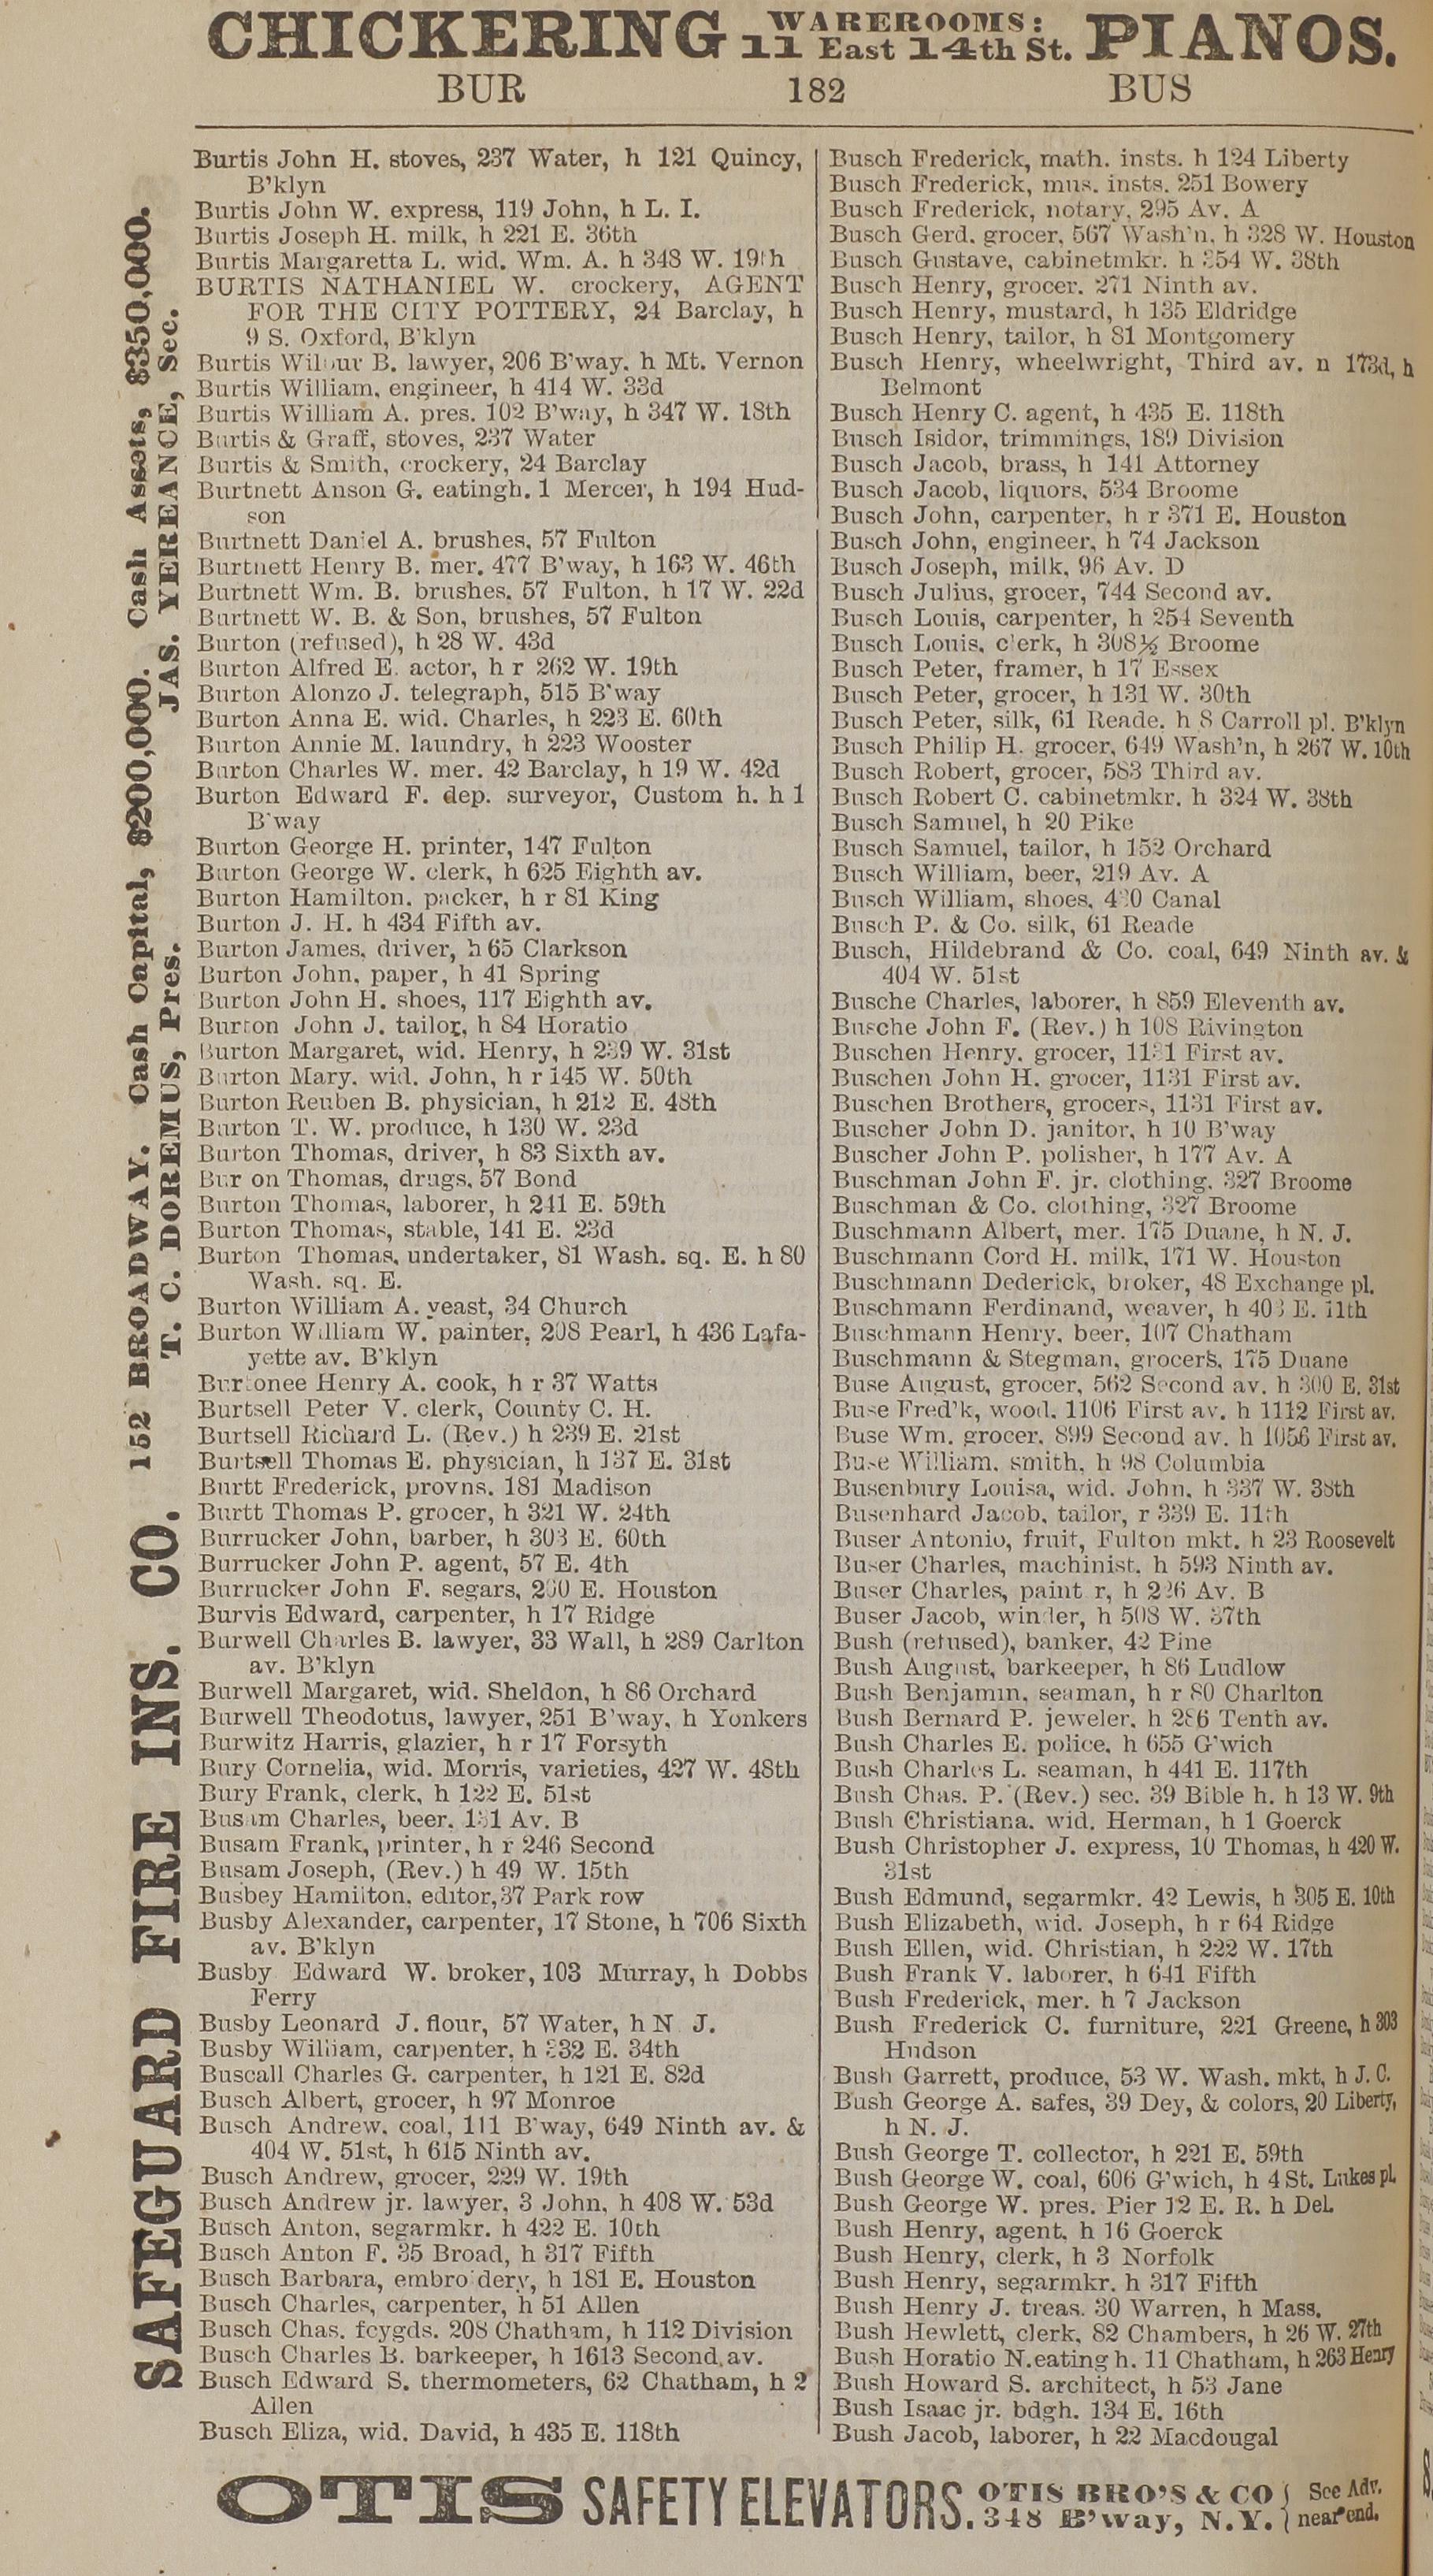 CHICKERING WAREROOMS: 11 East 14th St. PIANOS.
BUR 182 BUS
Burtis John H. stoves, 237 Water, h 121 Quincy,
B'klyn
Burtis John W. express, 119 John, h L. I.
Burtis Joseph H. milk, h 221 E. 36th
Burtis Margaretta L. wid. Wm. A. h 348 W. 19th
BURTIS NATHANIEL W. crockery, AGENT
FOR THE CITY POTTERY, 24 Barclay, h
9 S. Oxford, B'klyn
Burtis Wilbur B. lawyer, 206 B'way, h Mt. Vernon
Burtis William, engineer, h 414 W. 33d
Burtis William A. pres. 102 B'way, h 347 W. 18th
Burtis & Graff, stoves, 237 Water
Burtis & Smith, crockery, 24 Barclay
Burtnett Anson G. eatingh. 1 Mercer, h 194 Hud-
son
Burtnett Daniel A. brushes, 57 Fulton
Burtnett Henry B. mer. 477 B'way, h 163 W. 46th
Burtnett Wm. B. brushes, 57 Fulton, h 17 W. 22d
Burtnett W. B. & Son, brushes, 57 Fulton
Burton (refused), h 28 W. 43d
Burton Alfred E. actor, h r 262 W. 19th
Burton Alonzo J. telegraph, 515 B'way
Burton Anna E. wid. Charles, h 223 E. 60th
Burton Annie M. laundry, h 223 Wooster
Burton Charles W. mer. 42 Barclay, h 19 W. 42d
Burton Edward F. dep. surveyor, Custom h. h 1
B'way
Burton George H. printer, 147 Fulton
Burton George W. clerk, h 625 Eighth av.
Burton Hamilton, packer, h r 81 King
Burton J. H. h 434 Fifth av.
Burton James, driver, h 65 Clarkson
Burton John, paper, h 41 Spring
Burton John H. shoes, 117 Eighth av.
Burton John J. tailor, h 84 Horatio
Burton Margaret, wid. Henry, h 239 W. 31st
Burton Mary, wid. John, h r 145 W. 50th
Burton Reuben B. physician, h 212 E. 48th
Burton T. W. produce, h 130 W. 23d
Burton Thomas, driver, h 83 Sixth av.
Bur on Thomas, drugs, 57 Bond
Burton Thomas, laborer, h 241 E. 59th
Burton Thomas, stable, 141 E. 23d
Burton Thomas, undertaker, 81 Wash. sq. E. h 80
Wash. sq. E.
Burton William A. yeast, 34 Church
Burton William W. painter, 208 Pearl, h 436 Lafa-
yette av. B'klyn
Burtonee Henry A. cook, h r 37 Watts
Burtsell Peter V. clerk, County C. H.
Burtsell Richard L. (Rev.) h 239 E. 21st
Burtsell Thomas E. physician, h 137 E. 31st
Burtt Frederick, provns. 181 Madison
Burtt Thomas P. grocer, h 321 W. 24th
Burrucker John, barber, h 303 E. 60th
Burrucker John P. agent, 57 E. 4th
Burrucker John F. segars, 290 E. Houston
Burvis Edward, carpenter, h 17 Ridge
Burwell Charles B. lawyer, 33 Wall, h 289 Carlton
av. B'klyn
Burwell Margaret, wid. Sheldon, h 86 Orchard
Burwell Theodotus, lawyer, 251 B'way, h Yonkers
Burwitz Harris, glazier, h r 17 Forsyth
Bury Cornelia, wid. Morris, varieties, 427 W. 48th
Bury Frank, clerk, h 122 E. 51st
Busam Charles, beer, Av. B
Busam Frank, printer, h r 246 Second
Busam Joseph, (Rev.) h 49 W. 15th
Busbey Hamilton, editor, 37 Park row
Busby Alexander, carpenter, 17 Stone, h 706 Sixth
av. B'klyn
Busby Edward W. broker, 103 Murray, h Dobbs
Ferry
Busby Leonard J. flour, 57 Water, h N. J.
Busby William, carpenter, h 332 E. 34th
Buscall Charles G. carpenter, h 121 E. 82d
Busch Albert, grocer, h 97 Monroe
Busch Andrew, coal, 111 B'way, 649 Ninth av. &
404 W. 51st, h 615 Ninth av.
Busch Andrew, grocer, 229 W. 19th
Busch Andrew jr. lawyer, 3 John, h 408 W. 53d
Busch Anton, segarmkr. h 422 E. 10th
Busch Anton F. 35 Broad, h 317 Fifth
Busch Barbara, embroidery, h 181 E. Houston
Busch Charles, carpenter, h 51 Allen
Busch Chas. fcygds. 208 Chatham, h 112 Division
Busch Charles B. barkeeper, h 1613 Second av.
Busch Edward S. thermometers, 62 Chatham, h 2
Allen
Busch Eliza, wid. David, h 435 E. 118th
Busch Frederick, math. insts. h 124 Liberty
Busch Frederick, mus. insts. 251 Bowery
Busch Frederick, notary, 295 Av. A
Busch Gerd. grocer, 567 Wash'n, h 328 W. Houston
Busch Gustave, cabinetmkr. h 354 W. 38th
Busch Henry, grocer, 271 Ninth av.
Busch Henry, mustard, h 135 Eldridge
Busch Henry, tailor, h 81 Montgomery
Busch Henry, wheelwright, Third av. n 173d, h
Belmont
Busch Henry C. agent, h 435 E. 118th
Busch Isidor, trimmings, 189 Division
Busch Jacob, brass, h 141 Attorney
Busch Jacob, liquors, 534 Broome
Busch John, carpenter, h r 371 E. Houston
Busch John, engineer, h 74 Jackson
Busch Joseph, milk, 96 Av. D
Busch Julius, grocer, 744 Second av.
Busch Louis, carpenter, h 254 Seventh
Busch Louis, clerk, h 308½ Broome
Busch Peter, framer, h 17 Essex
Busch Peter, grocer, h 131 W. 30th
Busch Peter, silk, 61 Reade, h 8 Carroll pl. B'klyn
Busch Philip H. grocer, 649 Wash'n, h 267 W. 10th
Busch Robert, grocer, 583 Third av.
Busch Robert C. cabinetmkr. h 324 W. 38th
Busch Samuel, h 20 Pike
Busch Samuel, tailor, h 152 Orchard
Busch William, beer, 219 Av. A
Busch William, shoes, Canal
Busch P. & Co. silk, 61 Reade
Busch, Hildebrand & Co. coal, 649 Ninth av. &
404 W. 51st
Busche Charles, laborer, h 859 Eleventh av.
Busche John F. (Rev.) h 108 Rivington
Buschen Henry, grocer, 1131 First av.
Buschen John H. grocer, 1131 First av.
Buschen Brothers, grocers, 1131 First av.
Buscher John D. janitor, h 10 B'way
Buscher John P. polisher, h 177 Av. A
Buschman John F. jr. clothing, 327 Broome
Buschman & Co. clothing, 327 Broome
Buschmann Albert, mer. 175 Duane, h N. J.
Buschmann Cord H. milk, 171 W. Houston
Buschmann Dederick, broker, 48 Exchange pl.
Buschmann Ferdinand, weaver, h 403 E. 11th
Buschmann Henry, beer, 107 Chatham
Buschmann & Stegman, grocers, 175 Duane
Buse August, grocer, 562 Second av. h 300 E. 31st
Buse Fred'k, wood, 1106 First av. h 1112 First av.
Buse Wm. grocer, 899 Second av. h 1056 First av.
Buse William, smith, h 98 Columbia
Busenbury Louisa, wid. John, h 337 W. 38th
Busenhard Jacob, tailor, r 339 E. 11th
Buser Antonio, fruit, Fulton mkt. h 23 Roosevelt
Buser Charles, machinist, h 593 Ninth av.
Buser Charles, paint r, h 226 Av. B
Buser Jacob, winder, h 508 W. 37th
Bush (refused), banker, 42 Pine
Bush August, barkeeper, h 86 Ludlow
Bush Benjamin, seaman, h r 80 Charlton
Bush Bernard P. jeweler, h 286 Tenth av.
Bush Charles E. police, h 655 G'wich
Bush Charles L. seaman, h 441 E. 117th
Bush Chas. P. (Rev.) sec. 39 Bible h. h 13 W. 9th
Bush Christiana, wid. Herman, h 1 Goerck
Bush Christopher J. express, 10 Thomas, h 420 W.
31st
Bush Edmund, segarmkr. 42 Lewis, h 305 E. 10th
Bush Elizabeth, wid. Joseph, h r 64 Ridge
Bush Ellen, wid. Christian, h 222 W. 17th
Bush Frank V. laborer, h 641 Fifth
Bush Frederick, mer. h 7 Jackson
Bush Frederick C. furniture, 221 Greene, h 303
Hudson
Bush Garrett, produce, 53 W. Wash. mkt, h J. C.
Bush George A. safes, 39 Dey, & colors, 20 Liberty,
h N. J.
Bush George T. collector, h 221 E. 59th
Bush George W. coal, 606 G'wich, h 4 St. Lukes pl.
Bush George W. pres. Pier 12 E. R. h Del.
Bush Henry, agent, h 16 Goerck
Bush Henry, clerk, h 3 Norfolk
Bush Henry, segarmkr. h 317 Fifth
Bush Henry J. treas. 30 Warren, h Mass.
Bush Hewlett, clerk, 82 Chambers, h 26 W. 27th
Bush Horatio N. eating h. 11 Chatham, h 263 Henry
Bush Howard S. architect, h 53 Jane
Bush Isaac jr. bdgh. 134 E. 16th
Bush Jacob, laborer, h 22 Macdougal
SAFEGUARD FIRE INS. CO. 152 BROADWAY. Cash Capital, $200,000. Cash Assets, $350,000.
T. C. DOREMUS, Pres. JAS. YEREANCE, Sec.
OTIS SAFETY ELEVATORS. OTIS BRO'S & CO } See Adv.
348 B'way, N.Y. } near end.